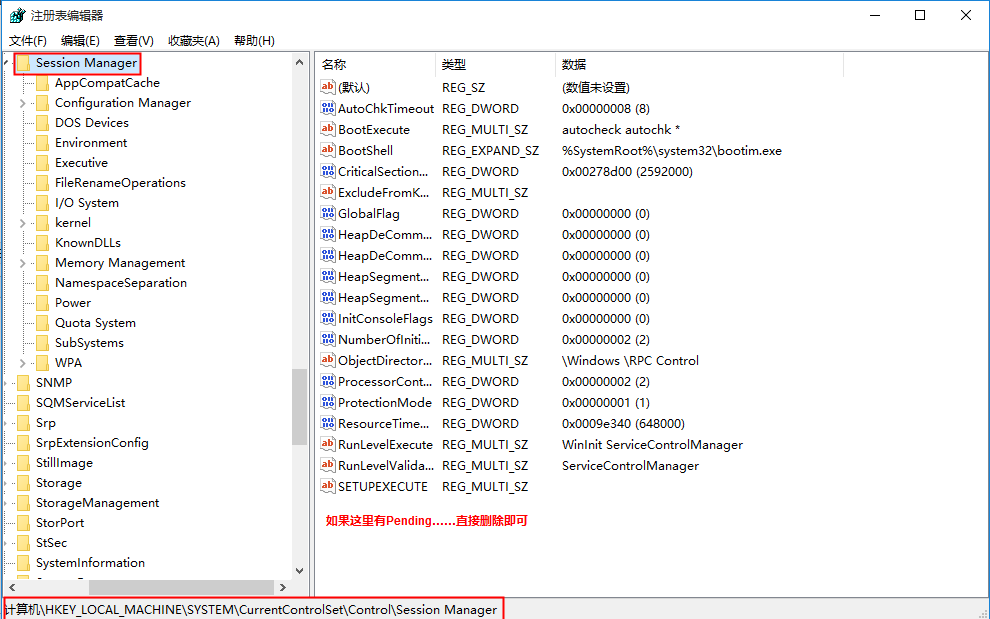 注册表编辑器
文件(F) 编辑(E) 查看(V) 收藏夹(A) 帮助(H)
Session Manager
AppCompatCache
Configuration Manager
DOS Devices
Environment
Executive
FileRenameOperations
I/O System
kernel
KnownDLLs
Memory Management
NamespaceSeparation
Power
Quota System
SubSystems
WPA
SNMP
SQMServiceList
Srp
SrpExtensionConfig
StillImage
Storage
StorageManagement
StorPort
StSec
SystemInformation
名称 类型 数据
(默认) REG_SZ (数值未设置)
AutoChkTimeout REG_DWORD 0x00000008 (8)
BootExecute REG_MULTI_SZ autocheck autochk *
BootShell REG_EXPAND_SZ %SystemRoot%\system32\bootim.exe
CriticalSection... REG_DWORD 0x00278d00 (2592000)
ExcludeFromK... REG_MULTI_SZ
GlobalFlag REG_DWORD 0x00000000 (0)
HeapDeComm... REG_DWORD 0x00000000 (0)
HeapDeComm... REG_DWORD 0x00000000 (0)
HeapSegment... REG_DWORD 0x00000000 (0)
HeapSegment... REG_DWORD 0x00000000 (0)
InitConsoleFlags REG_DWORD 0x00000000 (0)
NumberOfIniti... REG_DWORD 0x00000002 (2)
ObjectDirector... REG_MULTI_SZ \Windows \RPC Control
ProcessorCont... REG_DWORD 0x00000002 (2)
ProtectionMode REG_DWORD 0x00000001 (1)
ResourceTime... REG_DWORD 0x0009e340 (648000)
RunLevelExecute REG_MULTI_SZ WinInit ServiceControlManager
RunLevelValida... REG_MULTI_SZ ServiceControlManager
SETUPEXECUTE REG_MULTI_SZ
如果这里有Pending……直接删除即可
计算机\HKEY_LOCAL_MACHINE\SYSTEM\CurrentControlSet\Control\Session Manager